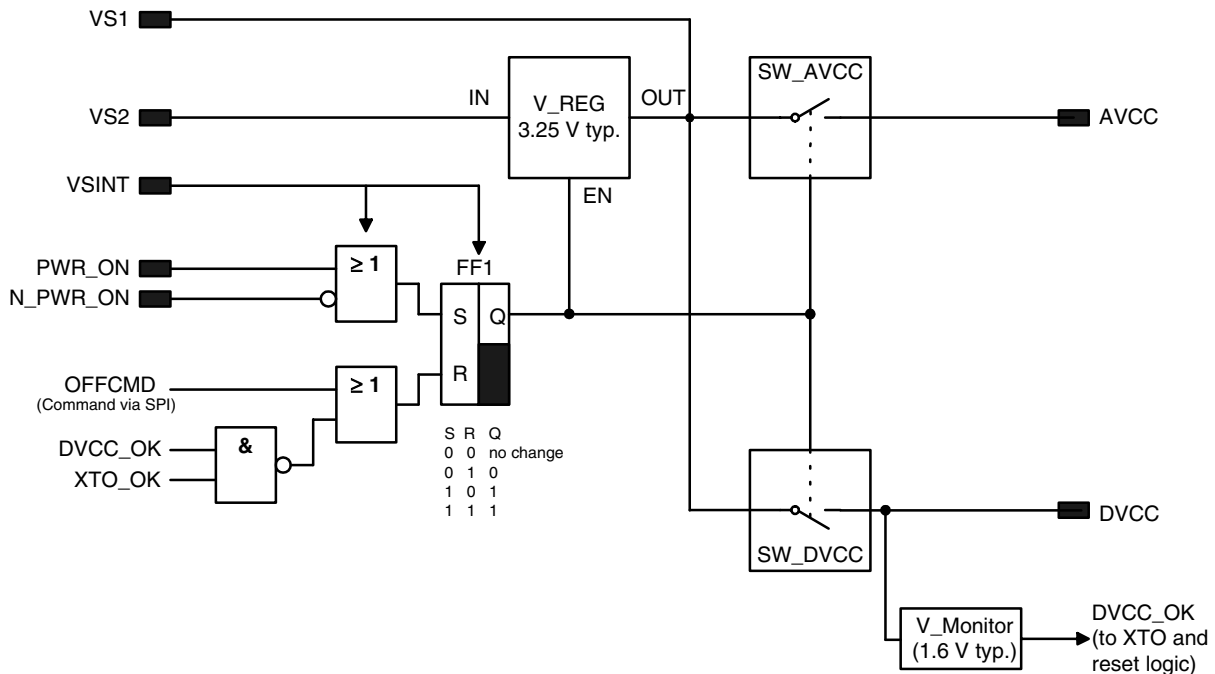 VS1
SW_AVCC
IN
V_REG
3.25 V typ.
OUT
VS2
AVCC
VSINT
EN
PWR_ON
N_PWR_ON
≥ 1
FF1
S
Q
R
OFFCMD
(Command via SPI)
≥ 1
DVCC_OK
XTO_OK
&
S R Q
0 0 no change
0 1 0
1 0 1
1 1 1
DVCC
SW_DVCC
V_Monitor
(1.6 V typ.)
DVCC_OK
(to XTO and
reset logic)